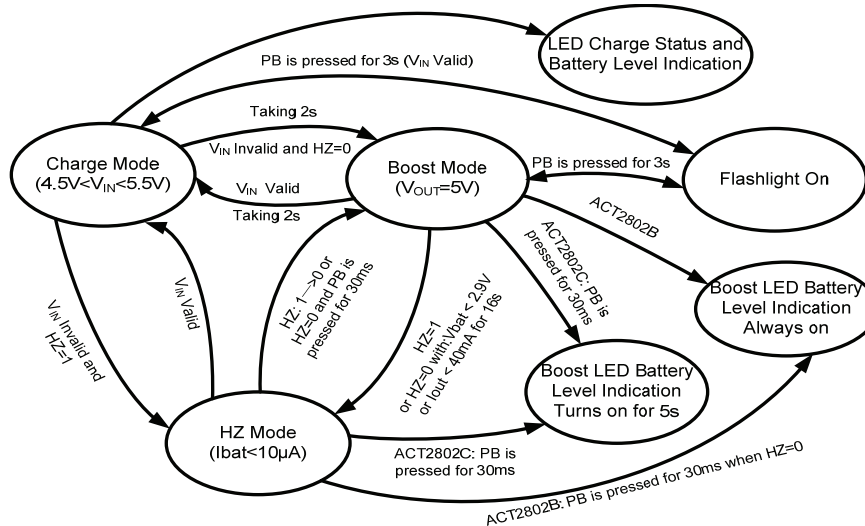 LED Charge Status and
Battery Level Indication
PB is pressed for 3s (VIN Valid)
Taking 2s
VIN Invalid and HZ=0
Charge Mode
(4.5V<VIN<5.5V)
Boost Mode
(VOUT=5V)
VIN Valid
Taking 2s
PB is pressed for 3s
Flashlight On
ACT2802B
ACT2802C: PB is
pressed for 30ms
Boost LED Battery
Level Indication
Always on
VIN Invalid and
HZ=1
VIN Valid
HZ: 1--->0 or
HZ=0 and PB is
pressed for 30ms
HZ=1
or HZ=0 with:Vbat < 2.9V
or Iout < 40mA for 16s
Boost LED Battery
Level Indication
Turns on for 5s
HZ Mode
(Ibat<10µA)
ACT2802C: PB is
pressed for 30ms
ACT2802B: PB is pressed for 30ms when HZ=0